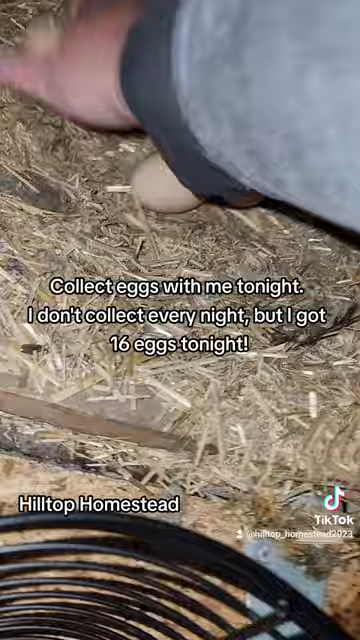 Collect eggs with me tonight.
I don't collect every night, but I got
16 eggs tonight!
Hilltop Homestead
TikTok
@hilltop_homestead2023